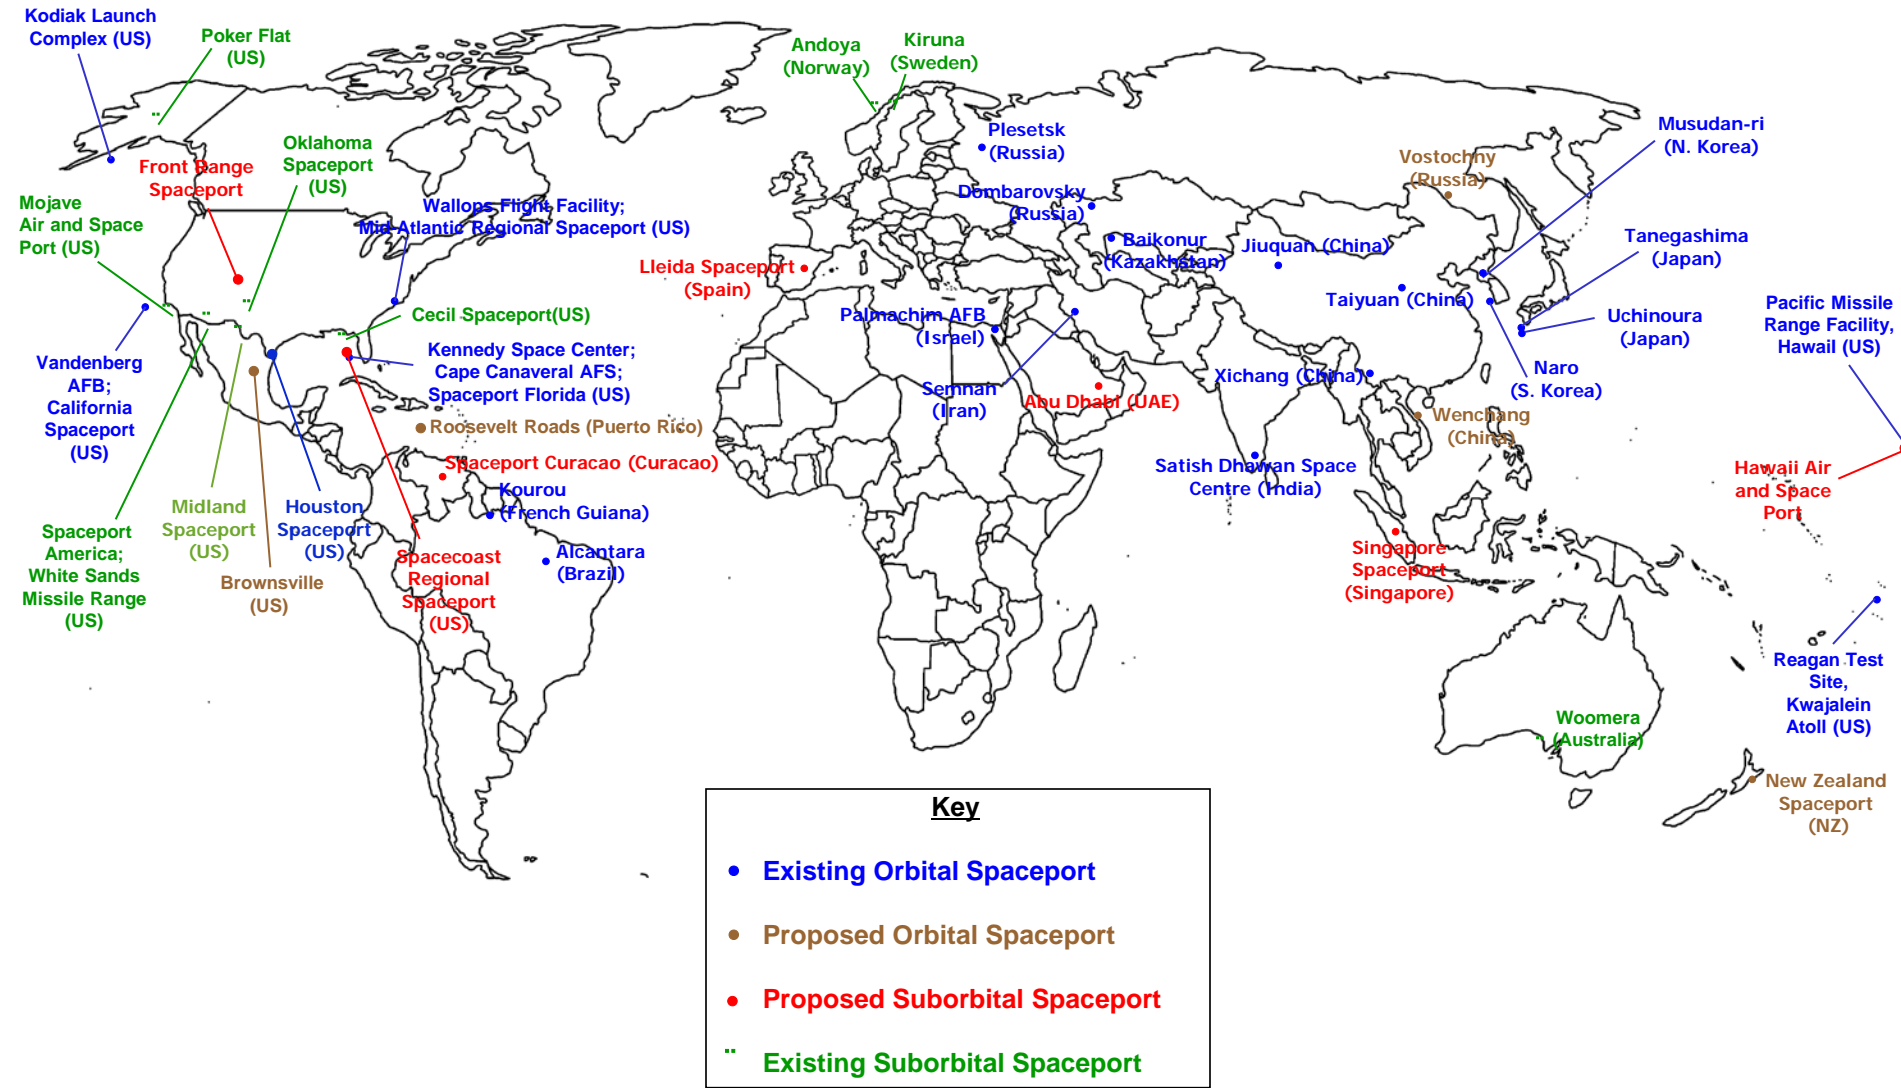 Kodiak Launch
Complex (US)
Poker Flat
(US)
Andoya
(Norway)
Kiruna
(Sweden)
Plesetsk
(Russia)
Musudan-ri
(N. Korea)
Vostochny
(Russia)
Oklahoma
Spaceport
(US)
Front Range
Spaceport
Mojave
Air and Space
Port (US)
Wallops Flight Facility;
Mid Atlantic Regional Spaceport (US)
Dombarovsky
(Russia)
Baikonur
(Kazakhstan)
Jiuquan (China)
Tanegashima
(Japan)
Lleida Spaceport
(Spain)
Taiyuan (China)
Pacific Missile
Range Facility,
Hawail (US)
Palmachim AFB
(Israel)
Cecil Spaceport(US)
Uchinoura
(Japan)
Vandenberg
AFB;
California
Spaceport
(US)
Kennedy Space Center;
Cape Canaveral AFS;
Spaceport Florida (US)
Semnan
(Iran)
Abu Dhabi (UAE)
Xichang (China)
Naro
(S. Korea)
Wenchang
(China)
Roosevelt Roads (Puerto Rico)
Spaceport Curacao (Curacao)
Satish Dhawan Space
Centre (India)
Hawaii Air
and Space
Port
Kourou
(French Guiana)
Midland
Spaceport
(US)
Houston
Spaceport
(US)
Spaceport
America;
White Sands
Missile Range
(US)
Brownsville
(US)
Spacecoast
Regional
Spaceport
(US)
Alcantara
(Brazil)
Singapore
Spaceport
(Singapore)
Reagan Test
Site,
Kwajalein
Atoll (US)
Woomera
(Australia)
New Zealand
Spaceport
(NZ)
Key
Existing Orbital Spaceport
Proposed Orbital Spaceport
Proposed Suborbital Spaceport
Existing Suborbital Spaceport